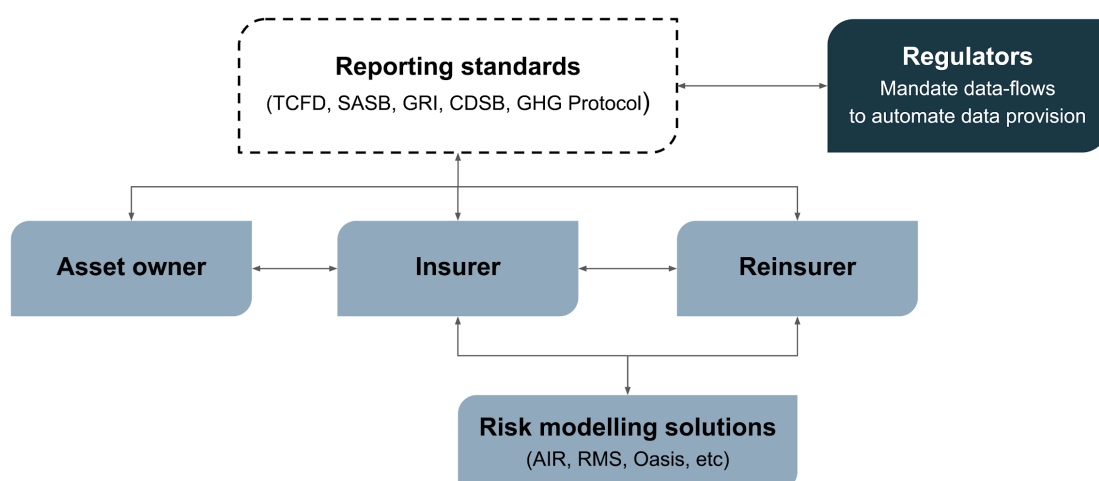 Reporting standards
(TCFD, SASB, GRI, CDSB, GHG Protocol)
Regulators
Mandate data-flows
to automate data provision
Asset owner
Insurer
Reinsurer
Risk modelling solutions
(AIR, RMS, Oasis, etc)